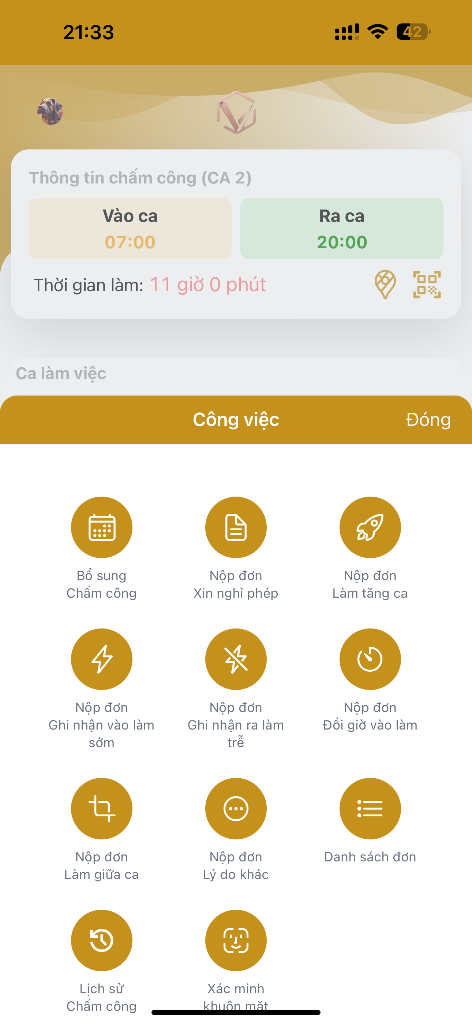 21:33
42
Thông tin chấm công (CA 2)
Vào ca
Ra ca
07:00
20:00
Thời gian làm: 11 giờ 0 phút
Ca làm việc
Công việc
Đóng
Bổ sung
Chấm công
Nộp đơn
Xin nghỉ phép
Nộp đơn
Làm tăng ca
Nộp đơn
Ghi nhận vào làm
sớm
Nộp đơn
Ghi nhận ra làm
trễ
Nộp đơn
Đổi giờ vào làm
Nộp đơn
Làm giữa ca
Nộp đơn
Lý do khác
Danh sách đơn
Lịch sử
Chấm công
Xác minh
khuôn mặt